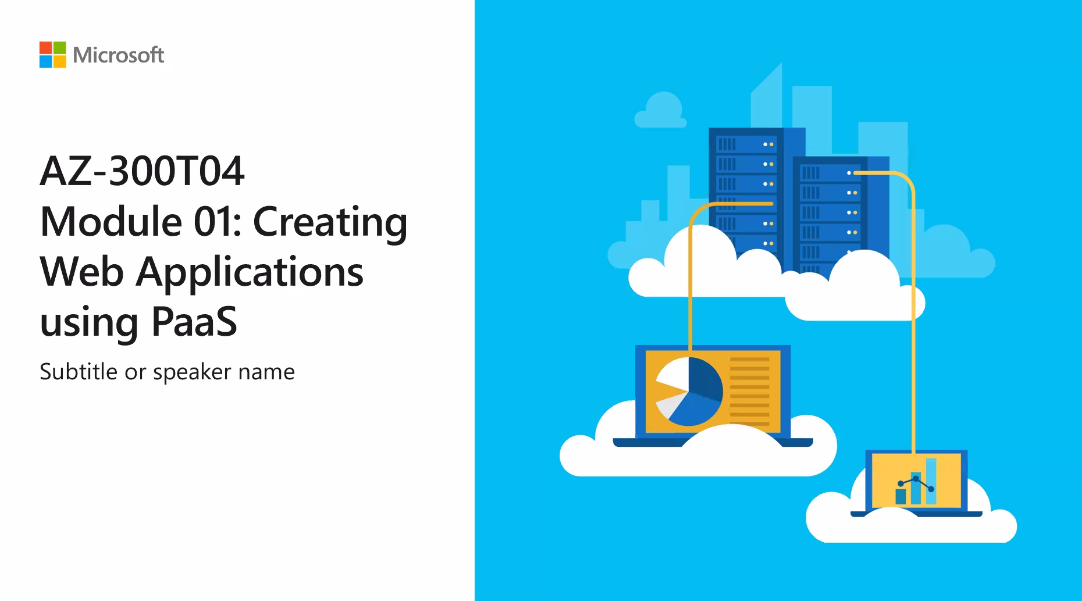 Microsoft
AZ-300T04
Module 01: Creating
Web Applications
using PaaS
Subtitle or speaker name